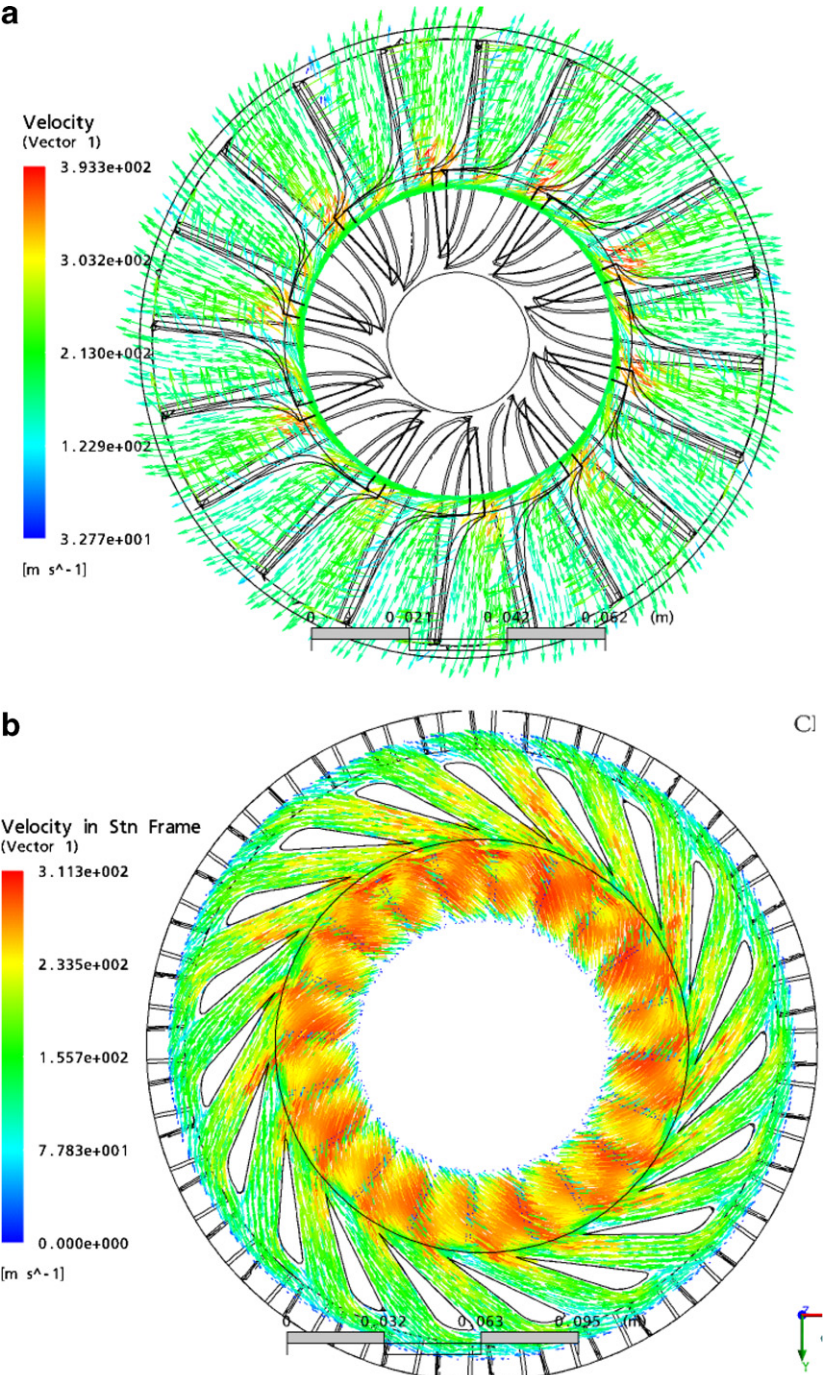 a
Velocity
(Vector 1)
3.933e+002
3.032e+002
2.130e+002
1.229e+002
3.277e+001
[m s^-1]
0 0.021 0.042 0.062 (m)
b
Velocity in Stn Frame
(Vector 1)
3.113e+002
2.335e+002
1.557e+002
7.783e+001
0.000e+000
[m s^-1]
0 0.032 0.063 0.095 (m)
Z
Y